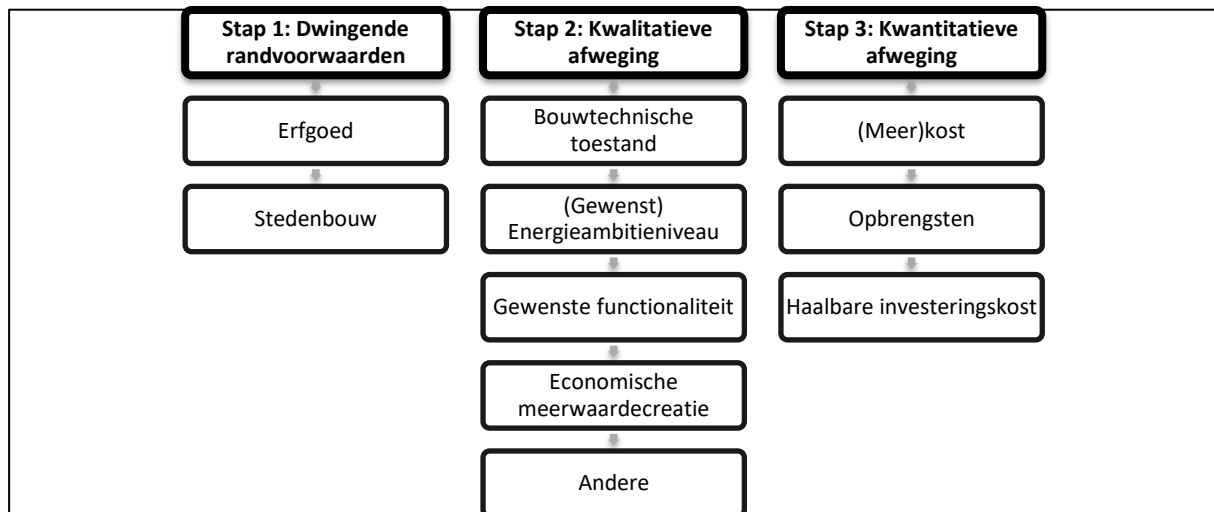 Stap 1: Dwingende
randvoorwaarden
Erfgoed
Stedenbouw
Stap 2: Kwalitatieve
afweging
Bouwtechnische
toestand
(Gewenst)
Energieambitieniveau
Gewenste functionaliteit
Economische
meerwaardecreatie
Andere
Stap 3: Kwantitatieve
afweging
(Meer)kost
Opbrengsten
Haalbare investeringskost